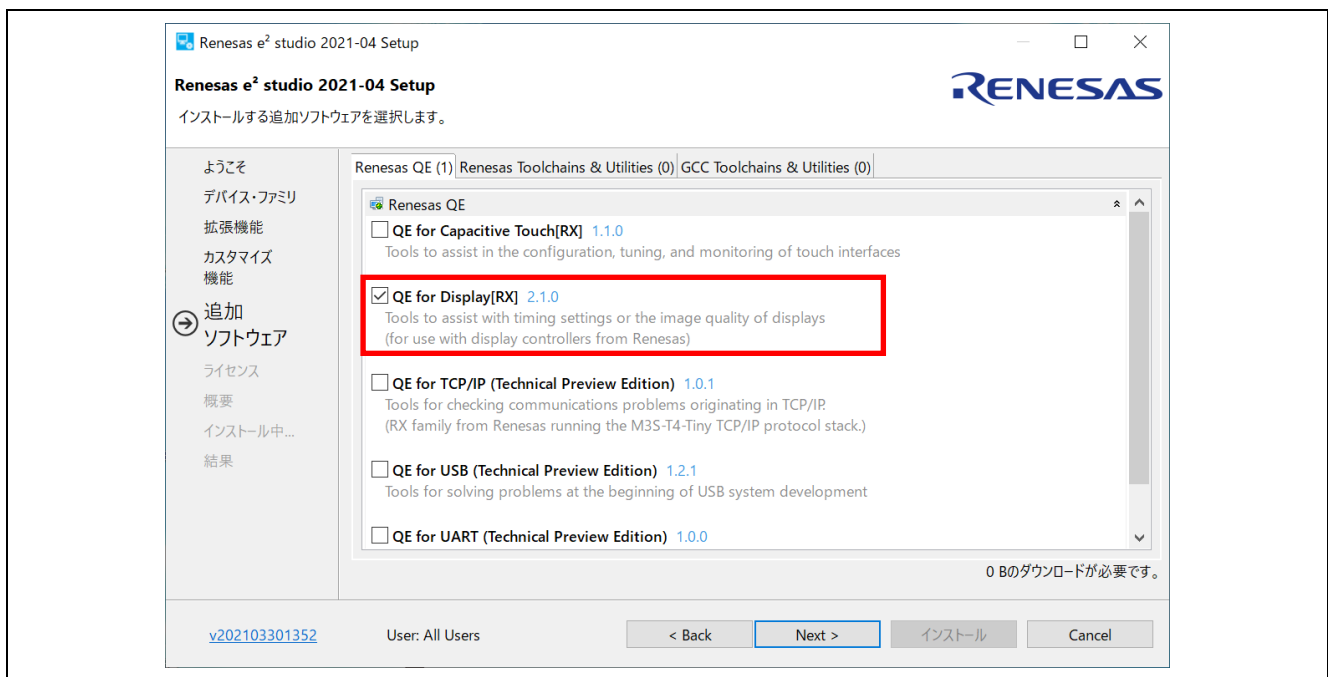 Renesas e² studio 2021-04 Setup
Renesas e² studio 2021-04 Setup
RENESAS
インストールする追加ソフトウェアを選択します。
ようこそ
デバイス・ファミリ
拡張機能
カスタマイズ
機能
追加
ソフトウェア
ライセンス
概要
インストール中...
結果
Renesas QE (1) Renesas Toolchains & Utilities (0) GCC Toolchains & Utilities (0)
Renesas QE
QE for Capacitive Touch[RX] 1.1.0
Tools to assist in the configuration, tuning, and monitoring of touch interfaces
QE for Display[RX] 2.1.0
Tools to assist with timing settings or the image quality of displays
(for use with display controllers from Renesas)
QE for TCP/IP (Technical Preview Edition) 1.0.1
Tools for checking communications problems originating in TCP/IP.
(RX family from Renesas running the M3S-T4-Tiny TCP/IP protocol stack.)
QE for USB (Technical Preview Edition) 1.2.1
Tools for solving problems at the beginning of USB system development
QE for UART (Technical Preview Edition) 1.0.0
0 Bのダウンロードが必要です。
v202103301352
User: All Users
< Back
Next >
インストール
Cancel